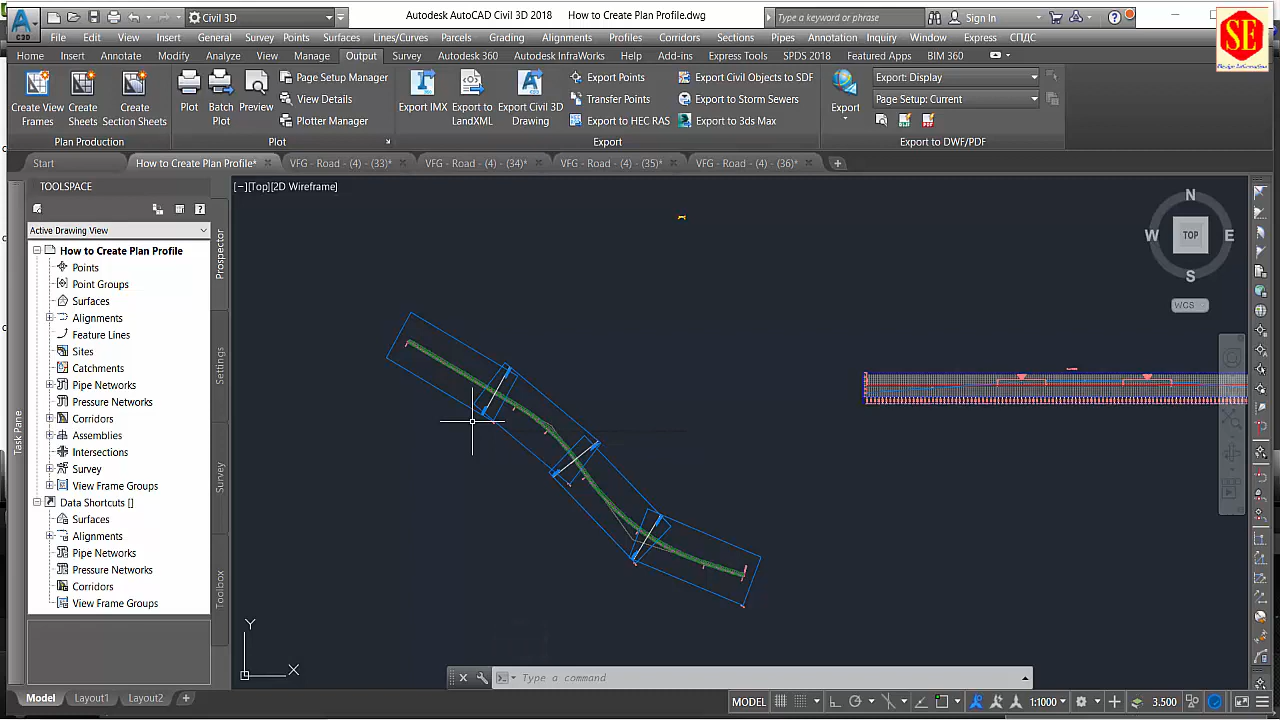 Civil 3D
Autodesk AutoCAD Civil 3D 2018 How to Create Plan Profile.dwg
Type a keyword or phrase
Sign In
C3D
File Edit View Insert General Survey Points Surfaces Lines/Curves Parcels Grading Alignments Profiles Corridors Sections Pipes Annotation Inquiry Window Express СПДС
Home Insert Annotate Modify Analyze View Manage Output Survey Autodesk 360 Autodesk InfraWorks Help Add-ins Express Tools SPDS 2018 Featured Apps BIM 360
SE
Create View Frames
Create Sheets
Create Section Sheets
Plan Production
Plot
Batch Plot
Preview
Page Setup Manager
View Details
Plotter Manager
Plot
Export IMX
Export to LandXML
Export Civil 3D Drawing
Export Points
Transfer Points
Export to HEC RAS
Export Civil Objects to SDF
Export to Storm Sewers
Export to 3ds Max
Export
Export
Export: Display
Page Setup: Current
Export to DWF/PDF
Start
How to Create Plan Profile*
VFG - Road - (4) - (33)*
VFG - Road - (4) - (34)*
VFG - Road - (4) - (35)*
VFG - Road - (4) - (36)*
TOOLSPACE
Active Drawing View
How to Create Plan Profile
Points
Point Groups
Surfaces
Alignments
Feature Lines
Sites
Catchments
Pipe Networks
Pressure Networks
Corridors
Assemblies
Intersections
Survey
View Frame Groups
Data Shortcuts []
Surfaces
Alignments
Pipe Networks
Pressure Networks
Corridors
View Frame Groups
Prospector
Settings
Survey
Toolbox
Task Pane
[−][Top][2D Wireframe]
N
W
TOP
E
S
WCS
Y
X
Type a command
Model Layout1 Layout2
MODEL
1:1000
3.500